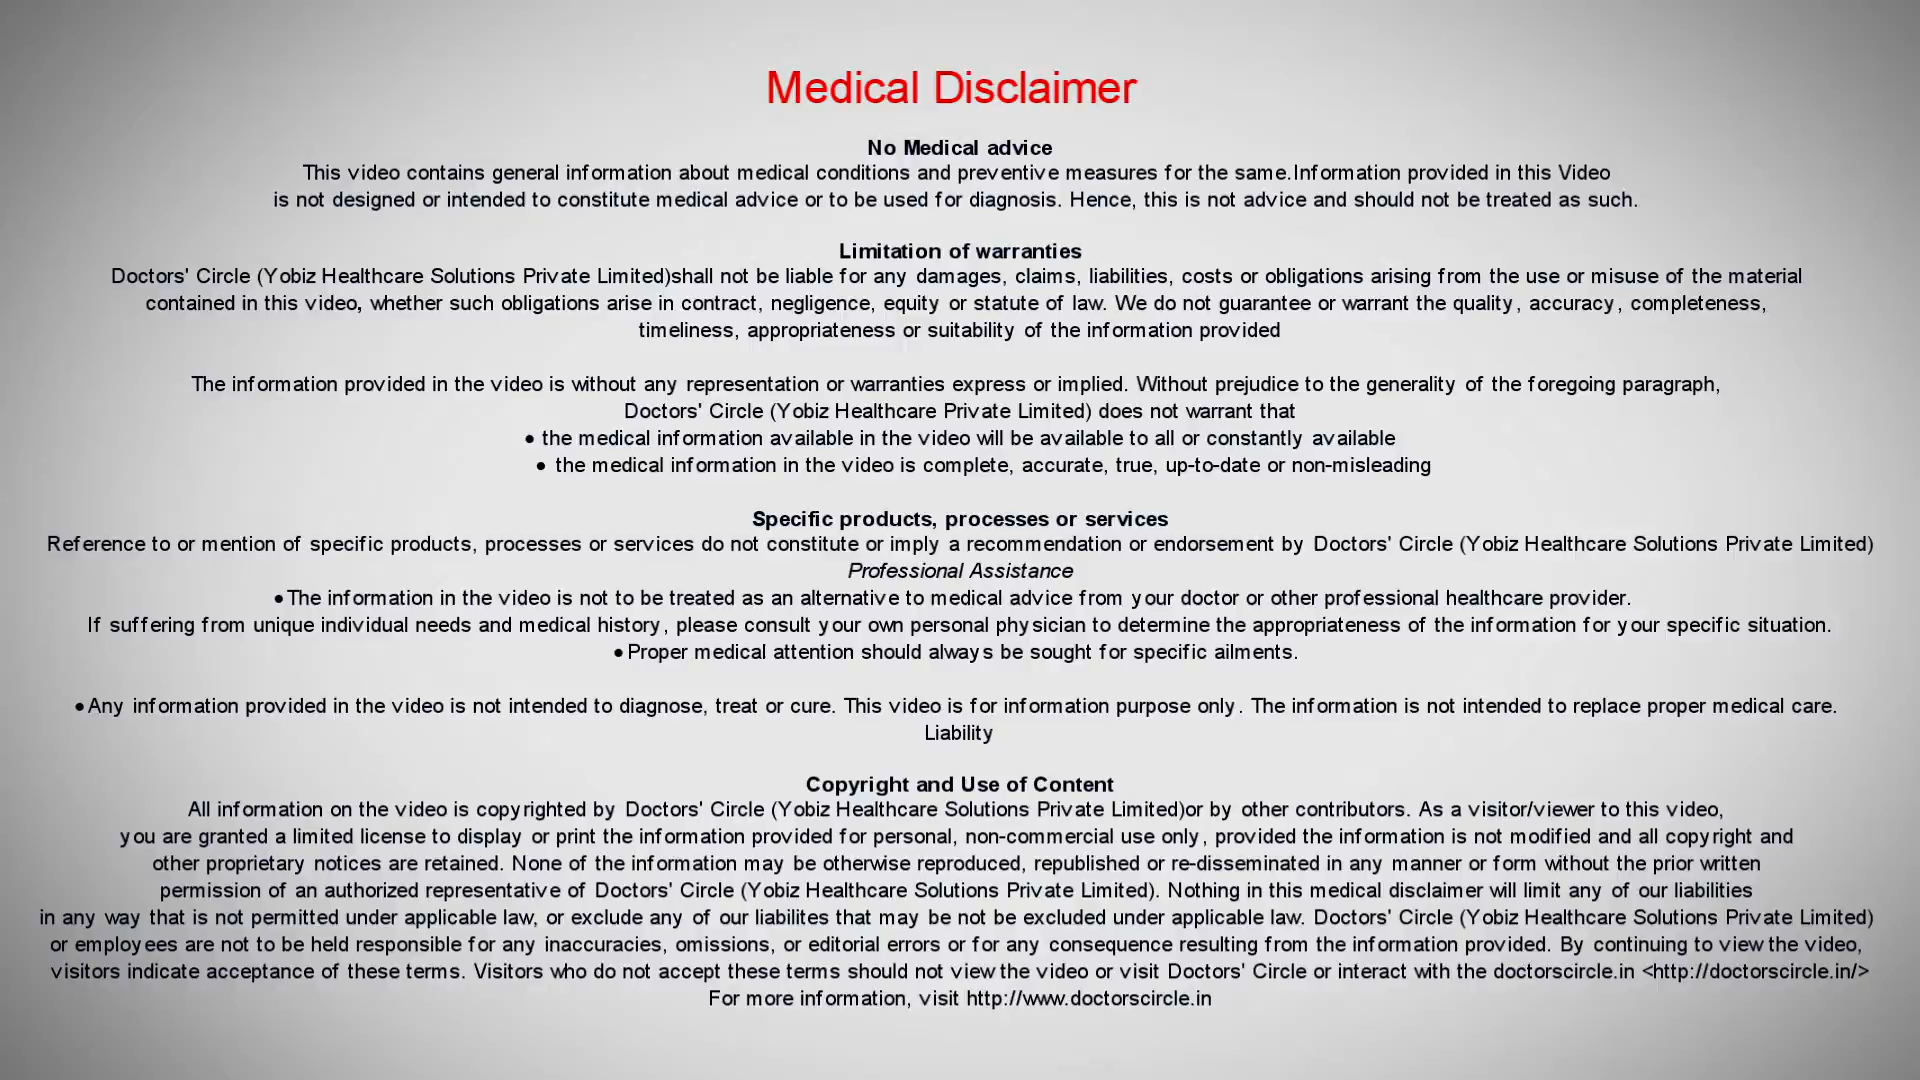 Medical Disclaimer
No Medical advice
This video contains general information about medical conditions and preventive measures for the same.Information provided in this Video
is not designed or intended to constitute medical advice or to be used for diagnosis. Hence, this is not advice and should not be treated as such.
Limitation of warranties
Doctors' Circle (Yobiz Healthcare Solutions Private Limited)shall not be liable for any damages, claims, liabilities, costs or obligations arising from the use or misuse of the material
contained in this video, whether such obligations arise in contract, negligence, equity or statute of law. We do not guarantee or warrant the quality, accuracy, completeness,
timeliness, appropriateness or suitability of the information provided
The information provided in the video is without any representation or warranties express or implied. Without prejudice to the generality of the foregoing paragraph,
Doctors' Circle (Yobiz Healthcare Private Limited) does not warrant that
• the medical information available in the video will be available to all or constantly available
• the medical information in the video is complete, accurate, true, up-to-date or non-misleading
Specific products, processes or services
Reference to or mention of specific products, processes or services do not constitute or imply a recommendation or endorsement by Doctors' Circle (Yobiz Healthcare Solutions Private Limited)
Professional Assistance
•The information in the video is not to be treated as an alternative to medical advice from your doctor or other professional healthcare provider.
If suffering from unique individual needs and medical history, please consult your own personal physician to determine the appropriateness of the information for your specific situation.
•Proper medical attention should always be sought for specific ailments.
•Any information provided in the video is not intended to diagnose, treat or cure. This video is for information purpose only. The information is not intended to replace proper medical care.
Liability
Copyright and Use of Content
All information on the video is copyrighted by Doctors' Circle (Yobiz Healthcare Solutions Private Limited)or by other contributors. As a visitor/viewer to this video,
you are granted a limited license to display or print the information provided for personal, non-commercial use only, provided the information is not modified and all copyright and
other proprietary notices are retained. None of the information may be otherwise reproduced, republished or re-disseminated in any manner or form without the prior written
permission of an authorized representative of Doctors' Circle (Yobiz Healthcare Solutions Private Limited). Nothing in this medical disclaimer will limit any of our liabilities
in any way that is not permitted under applicable law, or exclude any of our liabilites that may be not be excluded under applicable law. Doctors' Circle (Yobiz Healthcare Solutions Private Limited)
or employees are not to be held responsible for any inaccuracies, omissions, or editorial errors or for any consequence resulting from the information provided. By continuing to view the video,
visitors indicate acceptance of these terms. Visitors who do not accept these terms should not view the video or visit Doctors' Circle or interact with the doctorscircle.in <http://doctorscircle.in/>
For more information, visit http://www.doctorscircle.in